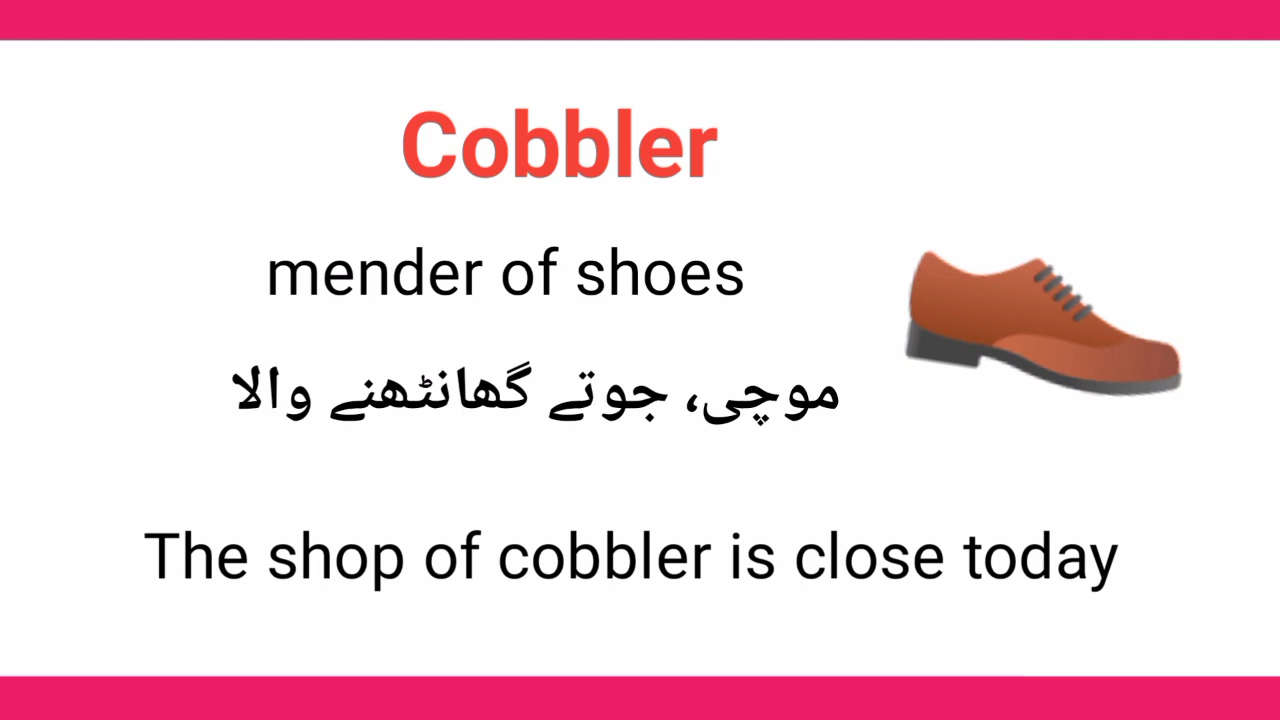 Cobbler
mender of shoes
موچی، جوتے گھانٹھنے والا
The shop of cobbler is close today